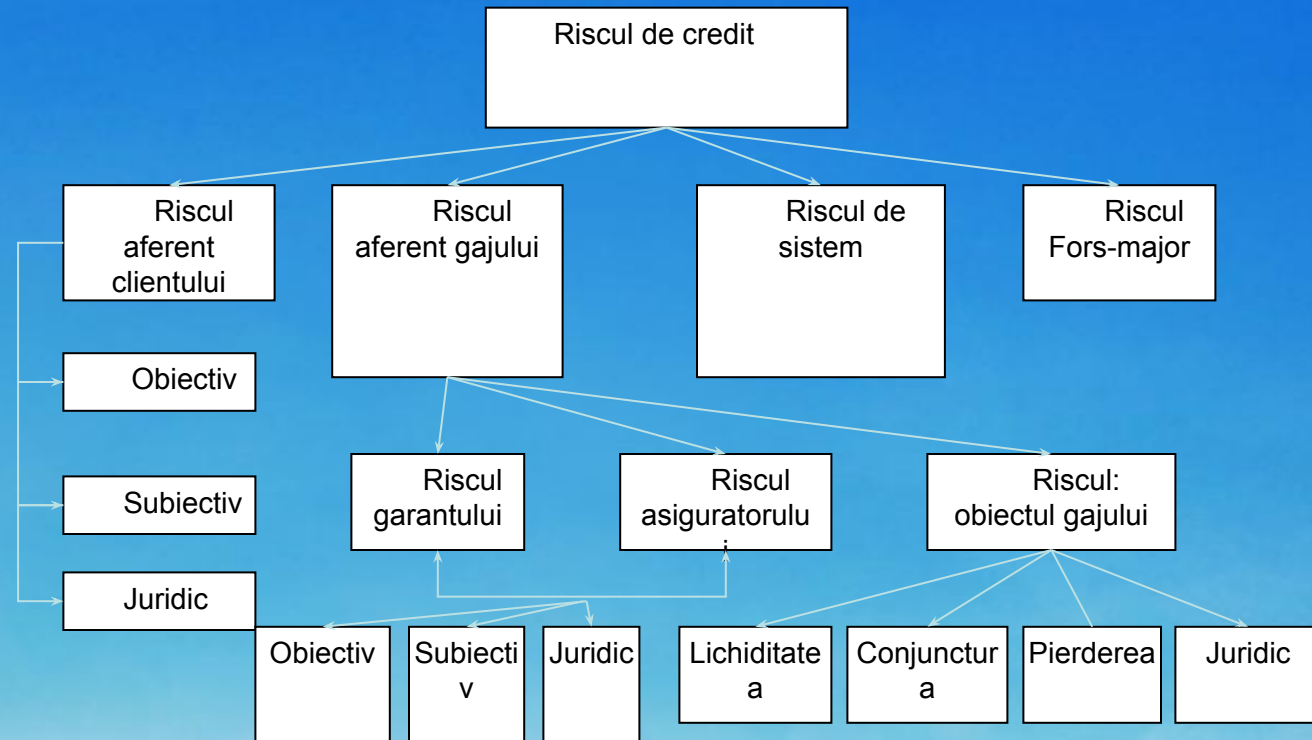 Riscul de credit
Riscul
aferent
clientului
Riscul
aferent gajului
Riscul de
sistem
Riscul
Fors-major
Obiectiv
Subiectiv
Juridic
Riscul
garantului
Riscul
asiguratorulu
i
Riscul:
obiectul gajului
Obiectiv
Subiecti
v
Juridic
Lichiditate
a
Conjunctur
a
Pierderea
Juridic